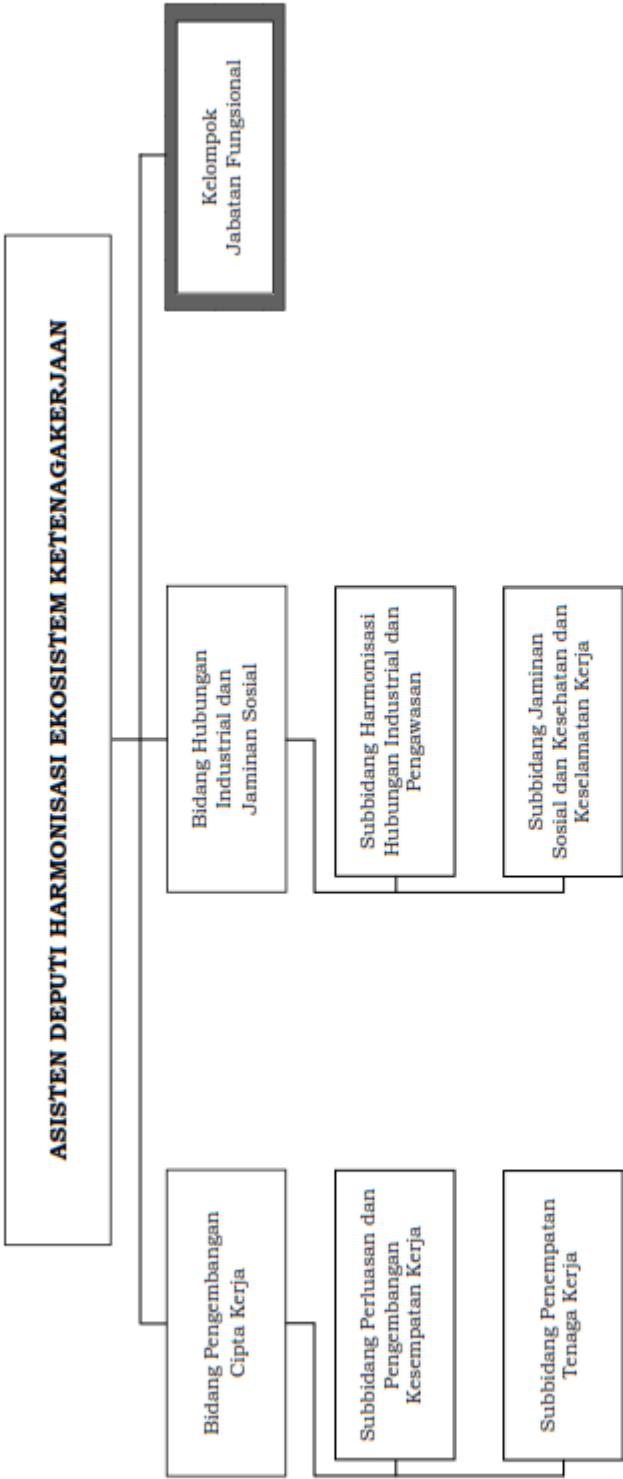 ASISTEN DEPUTI HARMONISASI EKOSISTEM KETENAGAKERJAAN
Bidang Pengembangan
Cipta Kerja
Subbidang Perluasan dan
Pengembangan
Kesempatan Kerja
Subbidang Penempatan
Tenaga Kerja
Bidang Hubungan
Industrial dan
Jaminan Sosial
Subbidang Harmonisasi
Hubungan Industrial dan
Pengawasan
Subbidang Jaminan
Sosial dan Kesehatan dan
Keselamatan Kerja
Kelompok
Jabatan Fungsional